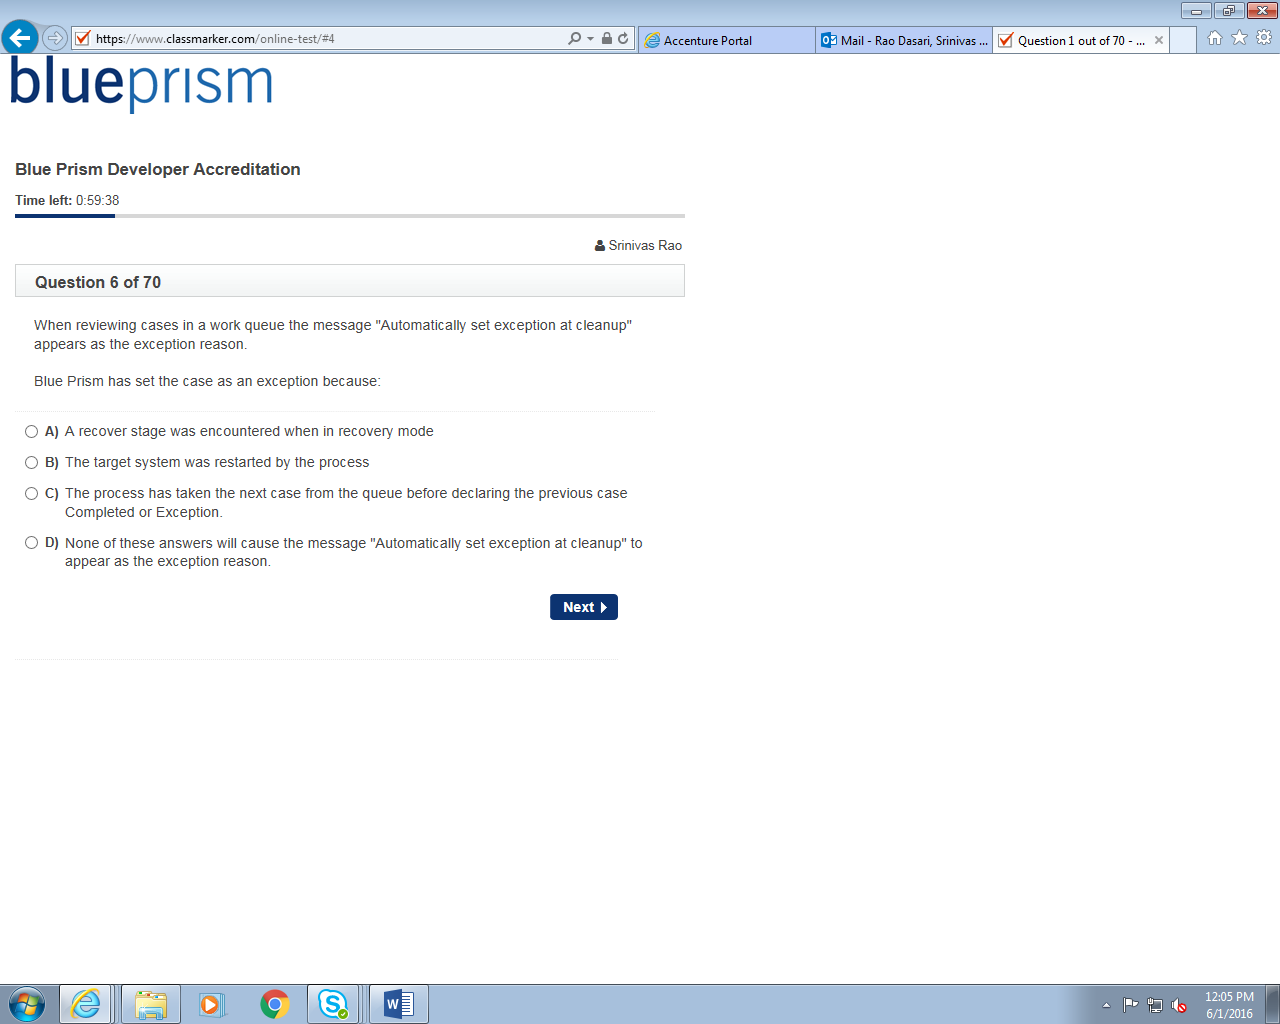 https://www.classmarker.com/online-test/#4
Accenture Portal
Mail - Rao Dasari, Srinivas ...
Question 1 out of 70 - ...
blueprism
Blue Prism Developer Accreditation
Time left: 0:59:38
Srinivas Rao
Question 6 of 70
When reviewing cases in a work queue the message "Automatically set exception at cleanup"
appears as the exception reason.
Blue Prism has set the case as an exception because:
A) A recover stage was encountered when in recovery mode
B) The target system was restarted by the process
C) The process has taken the next case from the queue before declaring the previous case
Completed or Exception.
D) None of these answers will cause the message "Automatically set exception at cleanup" to
appear as the exception reason.
Next
12:05 PM
6/1/2016